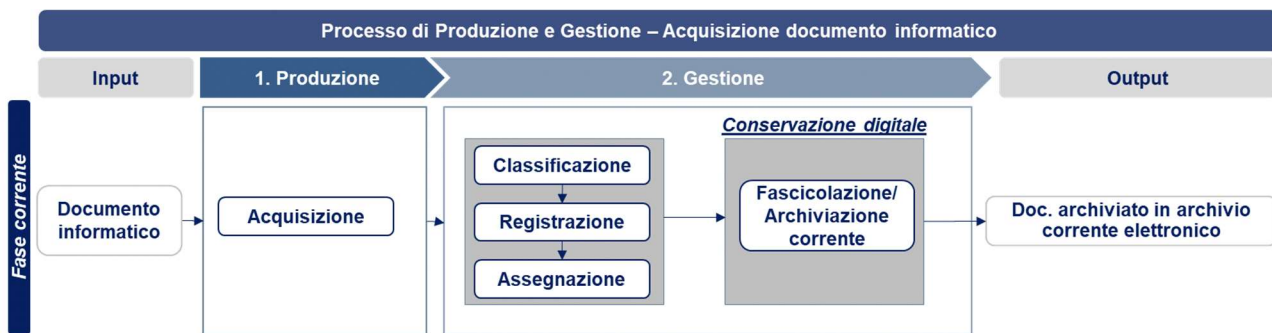 Processo di Produzione e Gestione – Acquisizione documento informatico
Input
1. Produzione
2. Gestione
Output
Fase corrente
Documento
informatico
Acquisizione
Classificazione
Registrazione
Assegnazione
Conservazione digitale
Fascicolazione/
Archiviazione
corrente
Doc. archiviato in archivio
corrente elettronico